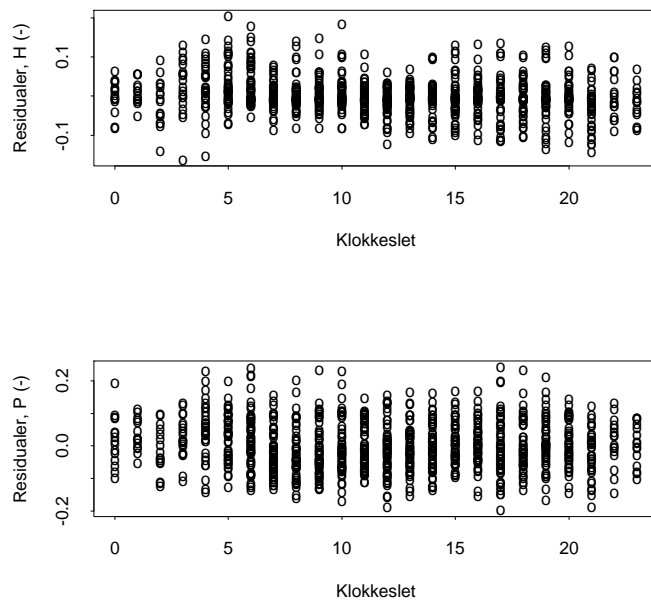 Residualer, H (-)
0.1
-0.1
0 5 10 15 20
Klokkeslet
Residualer, P (-)
0.2
0.0
-0.2
0 5 10 15 20
Klokkeslet